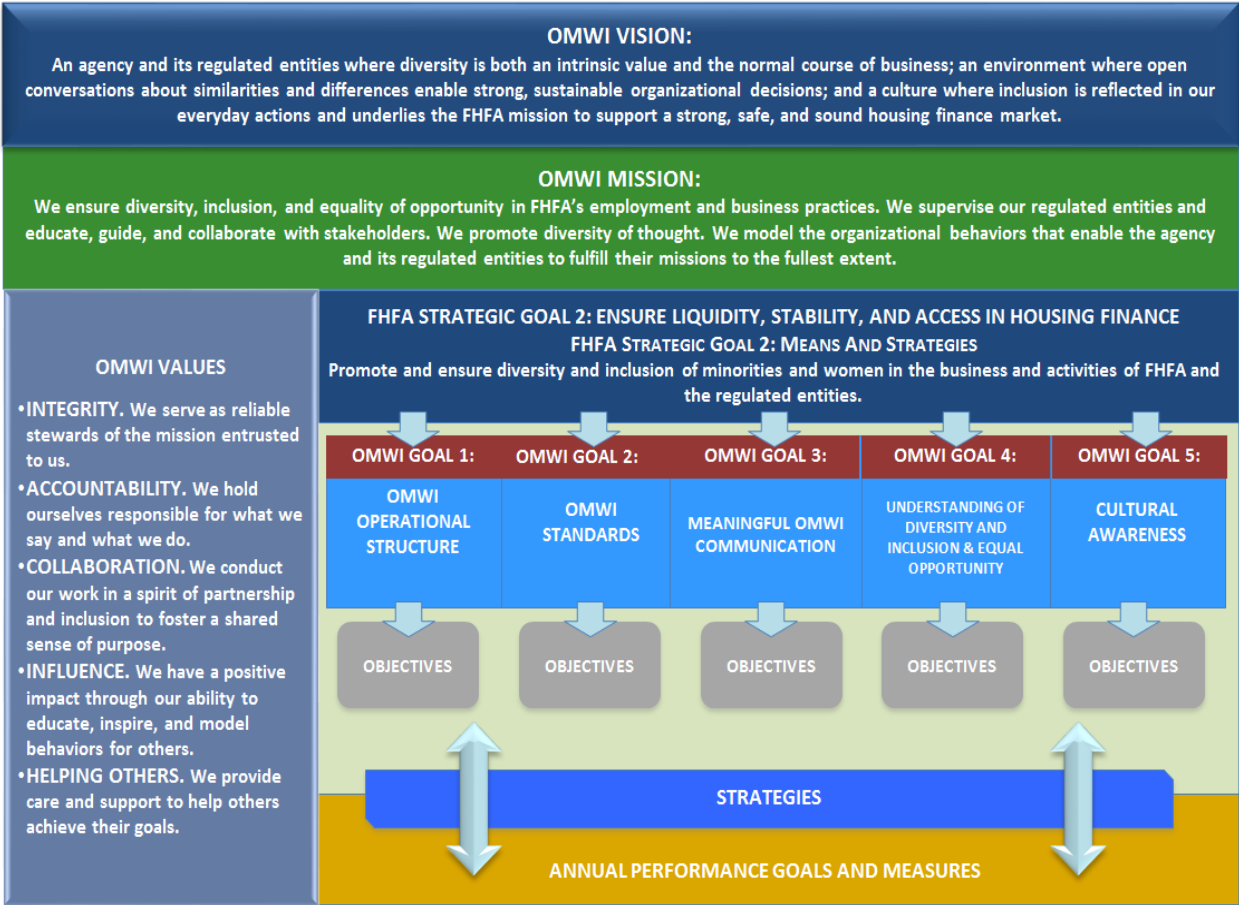 OMWI VISION:
An agency and its regulated entities where diversity is both an intrinsic value and the normal course of business; an environment where open
conversations about similarities and differences enable strong, sustainable organizational decisions; and a culture where inclusion is reflected in our
everyday actions and underlies the FHFA mission to support a strong, safe, and sound housing finance market.
OMWI MISSION:
We ensure diversity, inclusion, and equality of opportunity in FHFA’s employment and business practices. We supervise our regulated entities and
educate, guide, and collaborate with stakeholders. We promote diversity of thought. We model the organizational behaviors that enable the agency
and its regulated entities to fulfill their missions to the fullest extent.
OMWI VALUES
•INTEGRITY. We serve as reliable
stewards of the mission entrusted
to us.
•ACCOUNTABILITY. We hold
ourselves responsible for what we
say and what we do.
•COLLABORATION. We conduct
our work in a spirit of partnership
and inclusion to foster a shared
sense of purpose.
•INFLUENCE. We have a positive
impact through our ability to
educate, inspire, and model
behaviors for others.
•HELPING OTHERS. We provide
care and support to help others
achieve their goals.
FHFA STRATEGIC GOAL 2: ENSURE LIQUIDITY, STABILITY, AND ACCESS IN HOUSING FINANCE
FHFA STRATEGIC GOAL 2: MEANS AND STRATEGIES
Promote and ensure diversity and inclusion of minorities and women in the business and activities of FHFA and
the regulated entities.
OMWI GOAL 1:
OMWI
OPERATIONAL
STRUCTURE
OMWI GOAL 2:
OMWI
STANDARDS
OMWI GOAL 3:
MEANINGFUL OMWI
COMMUNICATION
OMWI GOAL 4:
UNDERSTANDING OF
DIVERSITY AND
INCLUSION & EQUAL
OPPORTUNITY
OMWI GOAL 5:
CULTURAL
AWARENESS
OBJECTIVES
OBJECTIVES
OBJECTIVES
OBJECTIVES
OBJECTIVES
STRATEGIES
ANNUAL PERFORMANCE GOALS AND MEASURES